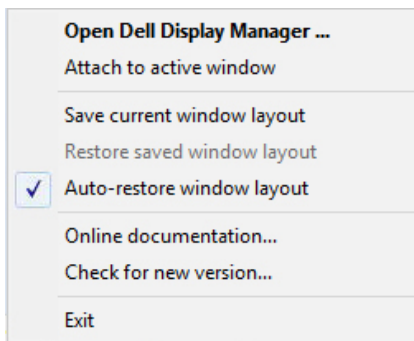 Open Dell Display Manager ...
Attach to active window
Save current window layout
Restore saved window layout
Auto-restore window layout
Online documentation...
Check for new version...
Exit